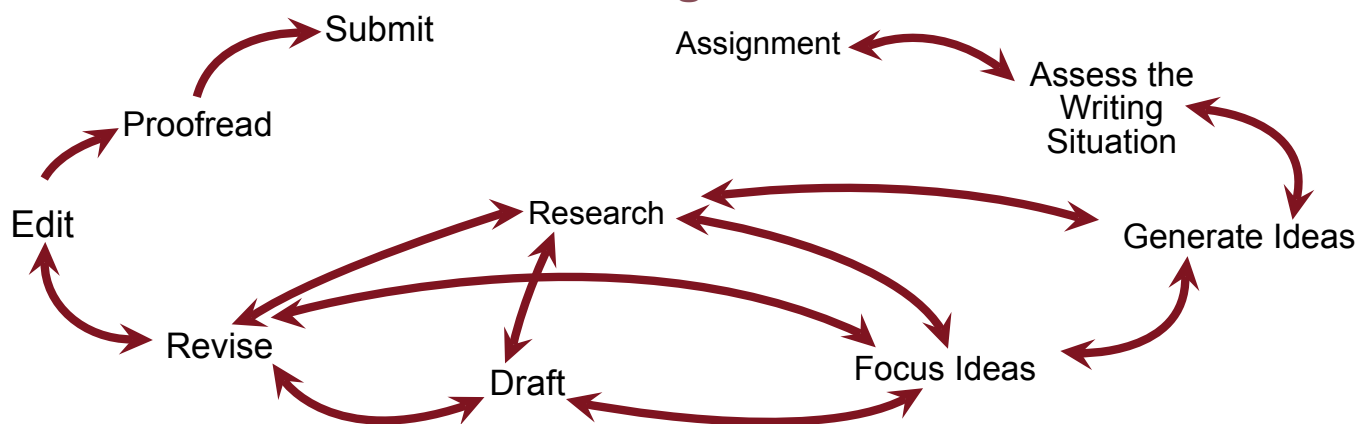 Submit
Assignment
Assess the
Writing
Situation
Proofread
Research
Edit
Generate Ideas
Revise
Focus Ideas
Draft